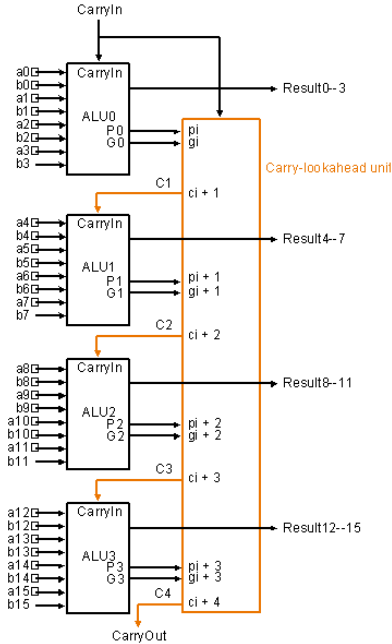 CarryIn
a0
b0
a1
b1
a2
b2
a3
b3
CarryIn
ALU0
P0
G0
pi
gi
Result0--3
Carry-lookahead unit
C1
ci + 1
a4
b4
a5
b5
a6
b6
a7
b7
CarryIn
ALU1
P1
G1
pi + 1
gi + 1
Result4--7
C2
ci + 2
a8
b8
a9
b9
a10
b10
a11
b11
CarryIn
ALU2
P2
G2
pi + 2
gi + 2
Result8--11
C3
ci + 3
a12
b12
a13
b13
a14
b14
a15
b15
CarryIn
ALU3
P3
G3
pi + 3
gi + 3
Result12--15
C4
ci + 4
CarryOut